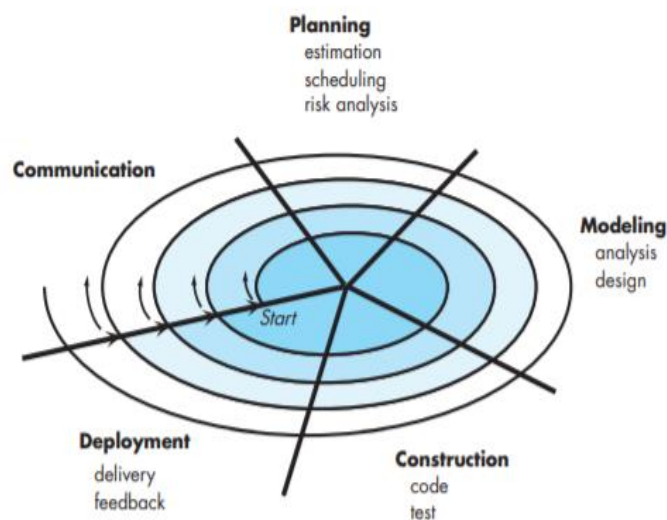 Planning
estimation
scheduling
risk analysis
Communication
Modeling
analysis
design
Start
Deployment
delivery
feedback
Construction
code
test